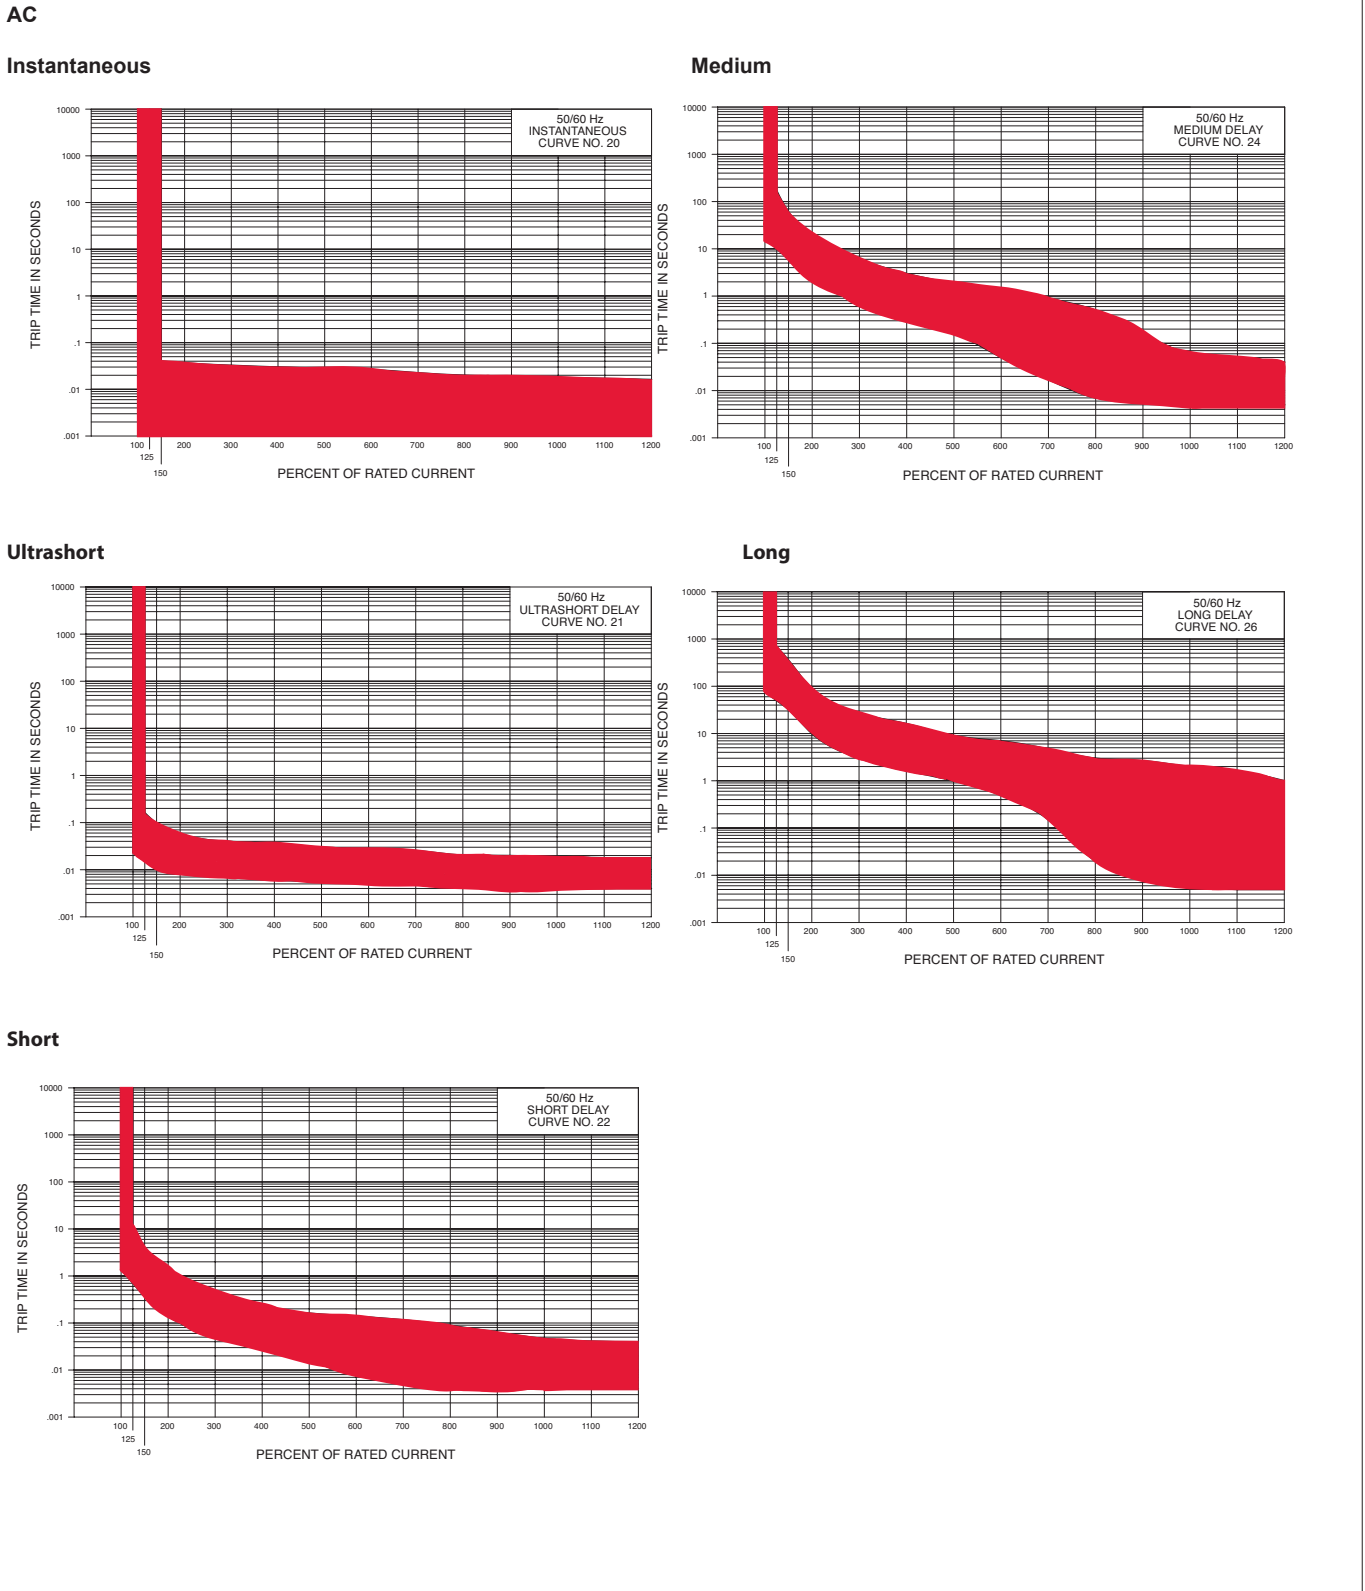 AC
Instantaneous
10000
1000
100
10
1
.1
.01
.001
TRIP TIME IN SECONDS
50/60 Hz
INSTANTANEOUS
CURVE NO. 20
100 200 300 400 500 600 700 800 900 1000 1100 1200
125
150
PERCENT OF RATED CURRENT
Medium
10000
1000
100
10
1
.1
.01
.001
TRIP TIME IN SECONDS
50/60 Hz
MEDIUM DELAY
CURVE NO. 24
100 200 300 400 500 600 700 800 900 1000 1100 1200
125
150
PERCENT OF RATED CURRENT
Ultrashort
10000
1000
100
10
1
.1
.01
.001
TRIP TIME IN SECONDS
50/60 Hz
ULTRASHORT DELAY
CURVE NO. 21
100 200 300 400 500 600 700 800 900 1000 1100 1200
125
150
PERCENT OF RATED CURRENT
Long
10000
1000
100
10
1
.1
.01
.001
TRIP TIME IN SECONDS
50/60 Hz
LONG DELAY
CURVE NO. 26
100 200 300 400 500 600 700 800 900 1000 1100 1200
125
150
PERCENT OF RATED CURRENT
Short
10000
1000
100
10
1
.1
.01
.001
TRIP TIME IN SECONDS
50/60 Hz
SHORT DELAY
CURVE NO. 22
100 200 300 400 500 600 700 800 900 1000 1100 1200
125
150
PERCENT OF RATED CURRENT